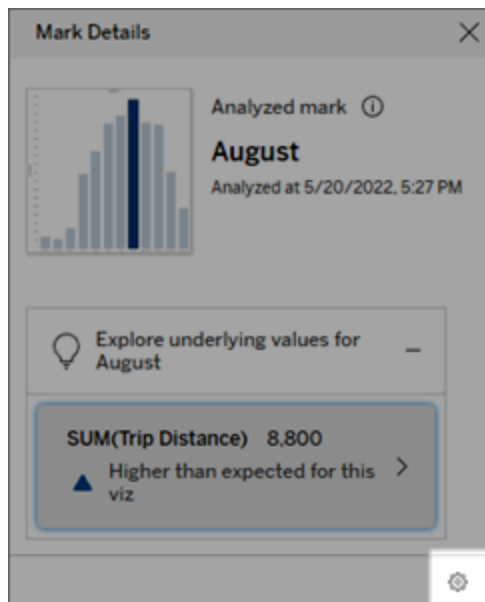 Mark Details
Analyzed mark
August
Analyzed at 5/20/2022, 5:27 PM
Explore underlying values for
August
SUM(Trip Distance) 8,800
Higher than expected for this
viz